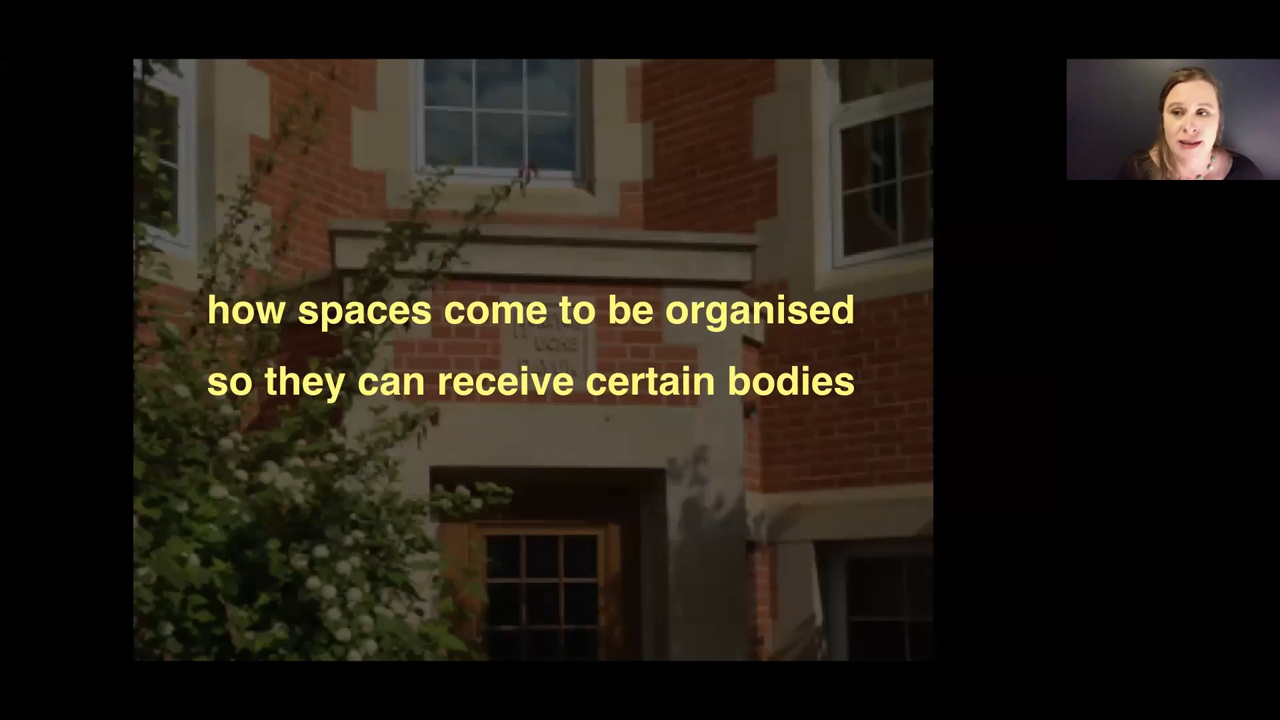 how spaces come to be organised
so they can receive certain bodies